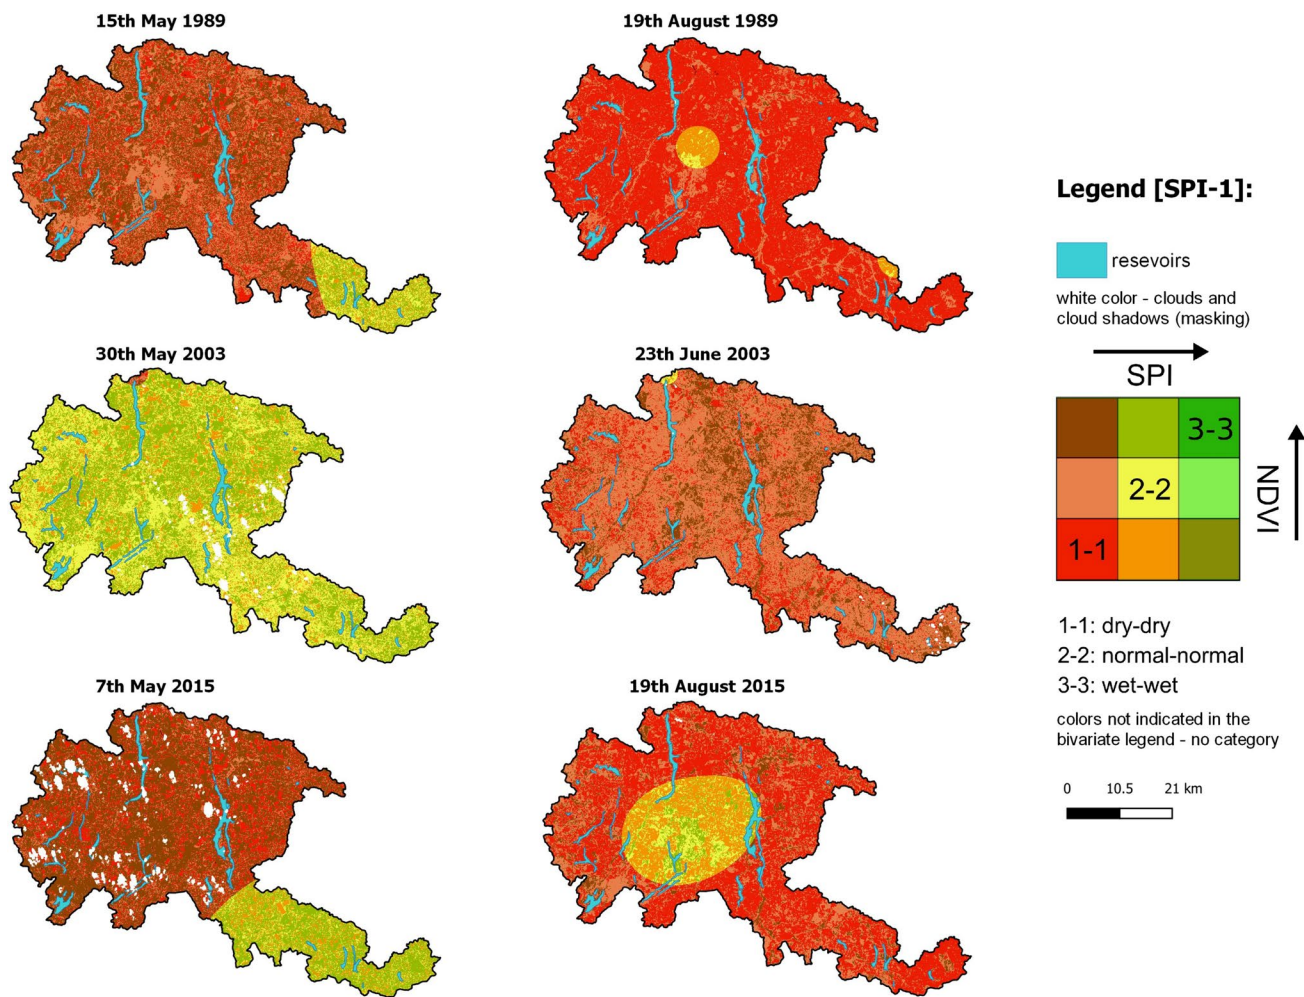 15th May 1989
19th August 1989
30th May 2003
23th June 2003
7th May 2015
19th August 2015
Legend [SPI-1]:
resevoirs
white color - clouds and
cloud shadows (masking)
SPI
3-3
2-2
1-1
NDVI
1-1: dry-dry
2-2: normal-normal
3-3: wet-wet
colors not indicated in the
bivariate legend - no category
0 10.5 21 km